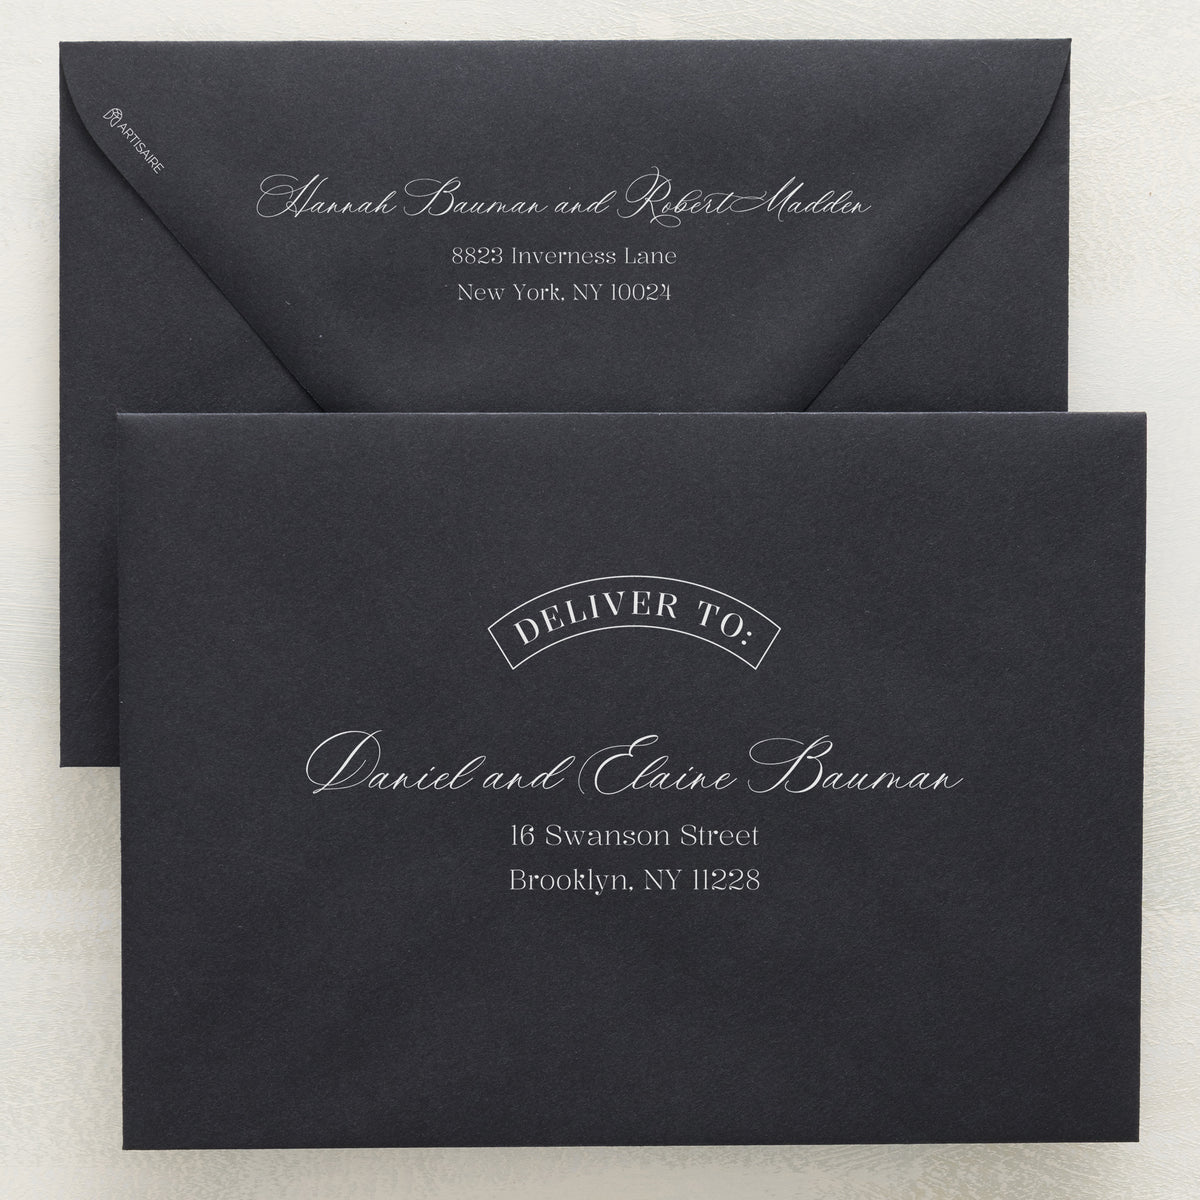 ARTISAIRE
Hannah Bauman and Robert Madden
8823 Inverness Lane
New York, NY 10024
DELIVER TO:
Daniel and Elaine Bauman
16 Swanson Street
Brooklyn, NY 11228